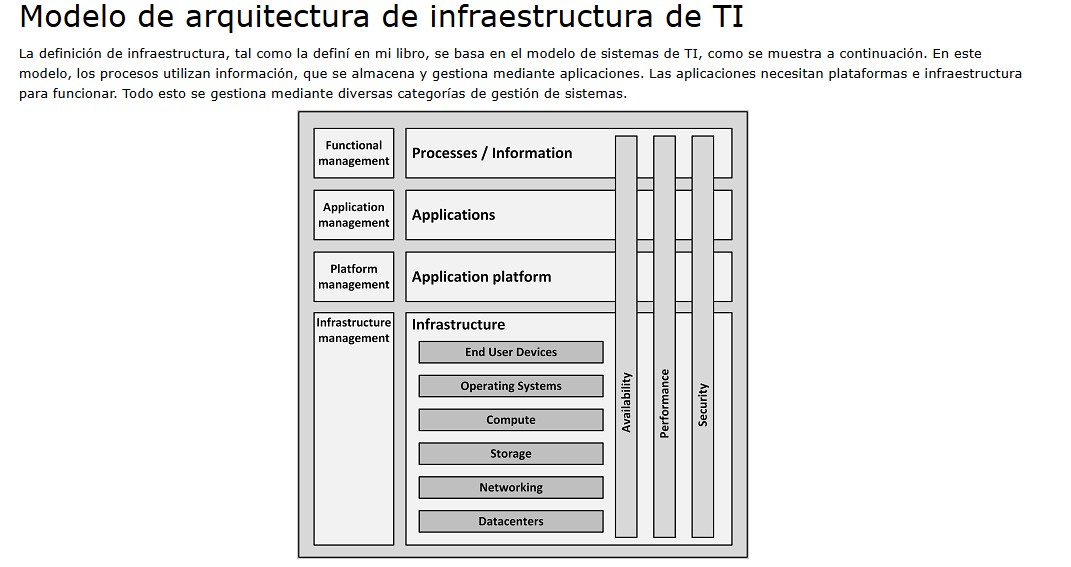 Modelo de arquitectura de infraestructura de TI
La definición de infraestructura, tal como la definí en mi libro, se basa en el modelo de sistemas de TI, como se muestra a continuación. En este
modelo, los procesos utilizan información, que se almacena y gestiona mediante aplicaciones. Las aplicaciones necesitan plataformas e infraestructura
para funcionar. Todo esto se gestiona mediante diversas categorías de gestión de sistemas.
Functional
management
Processes / Information
Application
management
Applications
Platform
management
Application platform
Infrastructure
management
Infrastructure
End User Devices
Operating Systems
Compute
Storage
Networking
Datacenters
Availability
Performance
Security